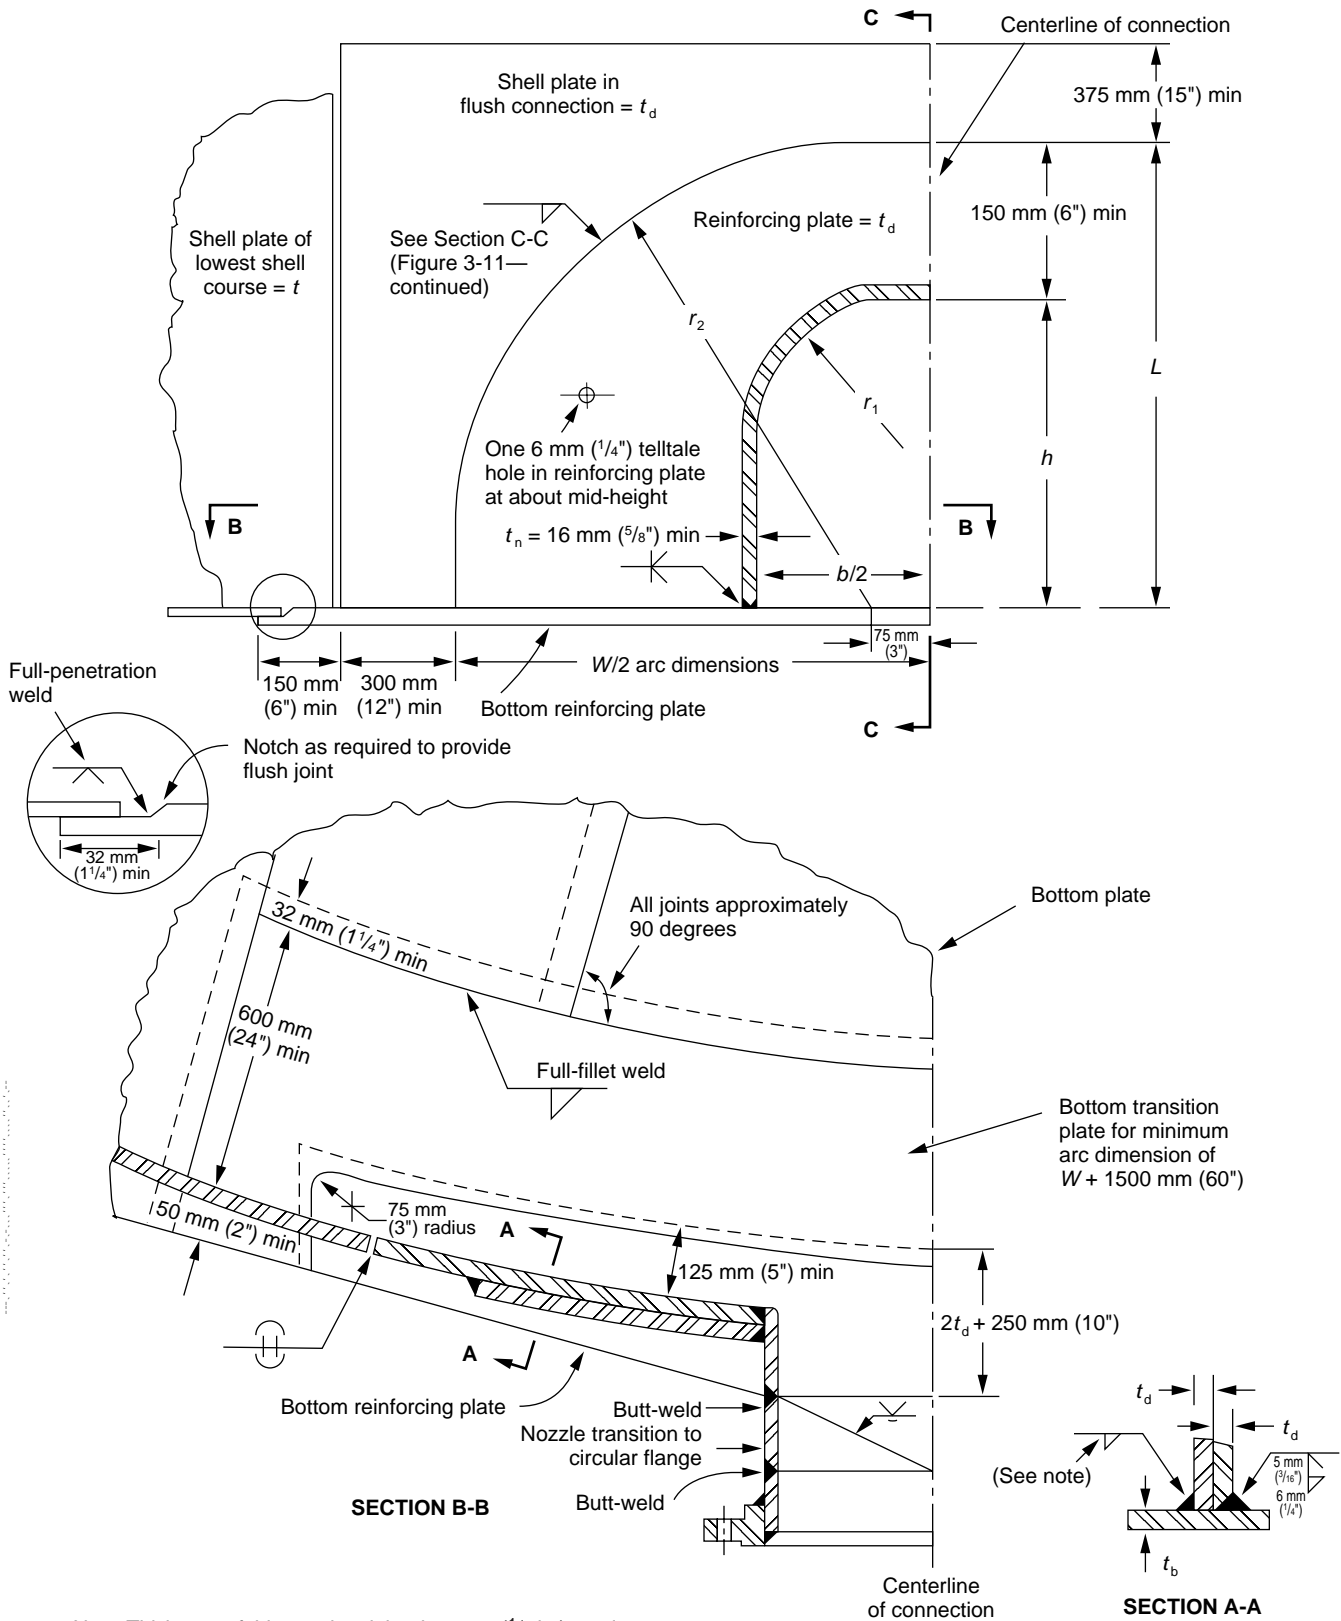 C
Centerline of connection
Shell plate in
flush connection = td
375 mm (15") min
150 mm (6") min
Reinforcing plate = td
Shell plate of
lowest shell
course = t
See Section C-C
(Figure 3-11—
continued)
r2
L
r1
One 6 mm (1/4") telltale
hole in reinforcing plate
at about mid-height
h
B
B
tn = 16 mm (5/8") min
b/2
75 mm
(3")
W/2 arc dimensions
Full-penetration
weld
150 mm
(6") min
300 mm
(12") min
Bottom reinforcing plate
C
Notch as required to provide
flush joint
32 mm
(1 1/4") min
Bottom plate
All joints approximately
90 degrees
32 mm (1 1/4") min
600 mm
(24") min
Full-fillet weld
Bottom transition
plate for minimum
arc dimension of
W + 1500 mm (60")
75 mm
(3") radius
50 mm (2") min
A
125 mm (5") min
2td + 250 mm (10")
A
Bottom reinforcing plate
Butt-weld
Nozzle transition to
circular flange
Butt-weld
td
td
(See note)
5 mm
(3/16")
6 mm
(1/4")
SECTION B-B
tb
Centerline
of connection
SECTION A-A